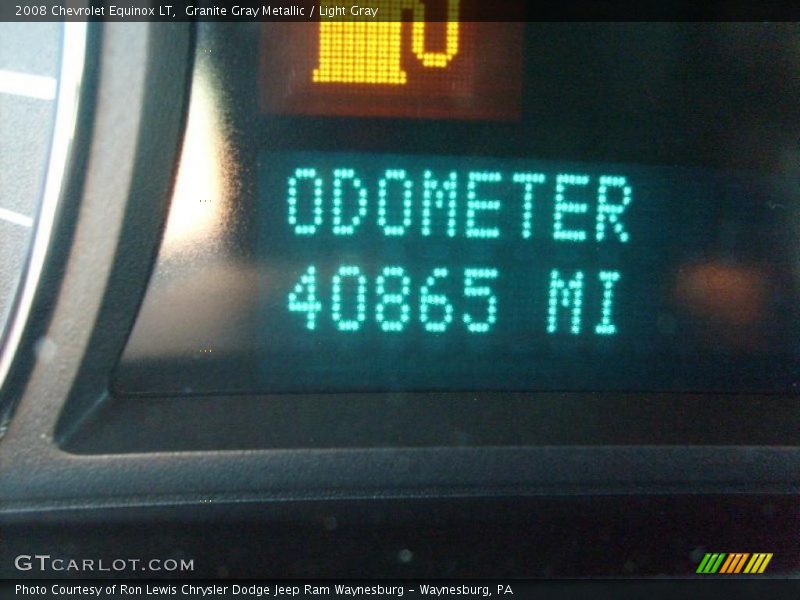 2008 Chevrolet Equinox LT,  Granite Gray Metallic / Light Gray
ODOMETER
40865 MI
GTCARLOT.COM
Photo Courtesy of Ron Lewis Chrysler Dodge Jeep Ram Waynesburg - Waynesburg, PA